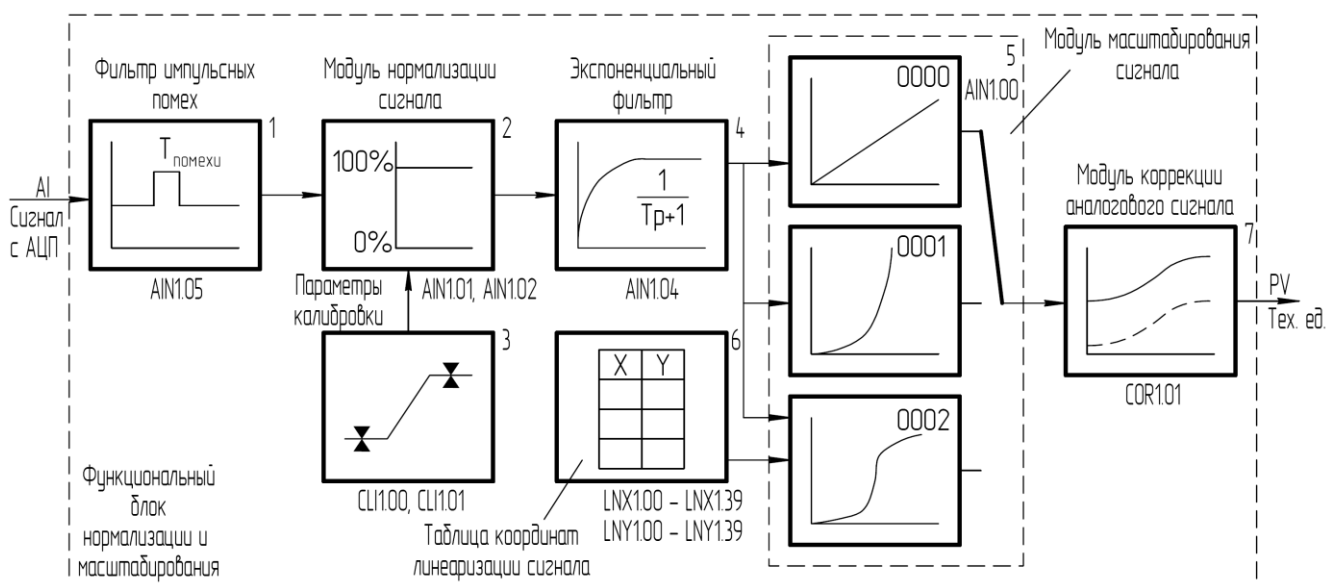 Фильтр импульсных
помех
1
Т помехи
AIN1.05
AI
Сигнал
с АЦП
Модуль нормализации
сигнала
2
100%
0%
AIN1.01, AIN1.02
Параметры
калибровки
3
CLI1.00, CLI1.01
Экспоненциальный
фильтр
4
1
Tp+1
AIN1.04
6
X Y
LNX1.00 – LNX1.39
LNY1.00 – LNY1.39
Таблица координат
линеаризации сигнала
5
AIN1.00
0000
0001
0002
Модуль масштабирования
сигнала
Модуль коррекции
аналогового сигнала
7
COR1.01
PV
Тех. ед.
Функциональный
блок
нормализации и
масштабирования